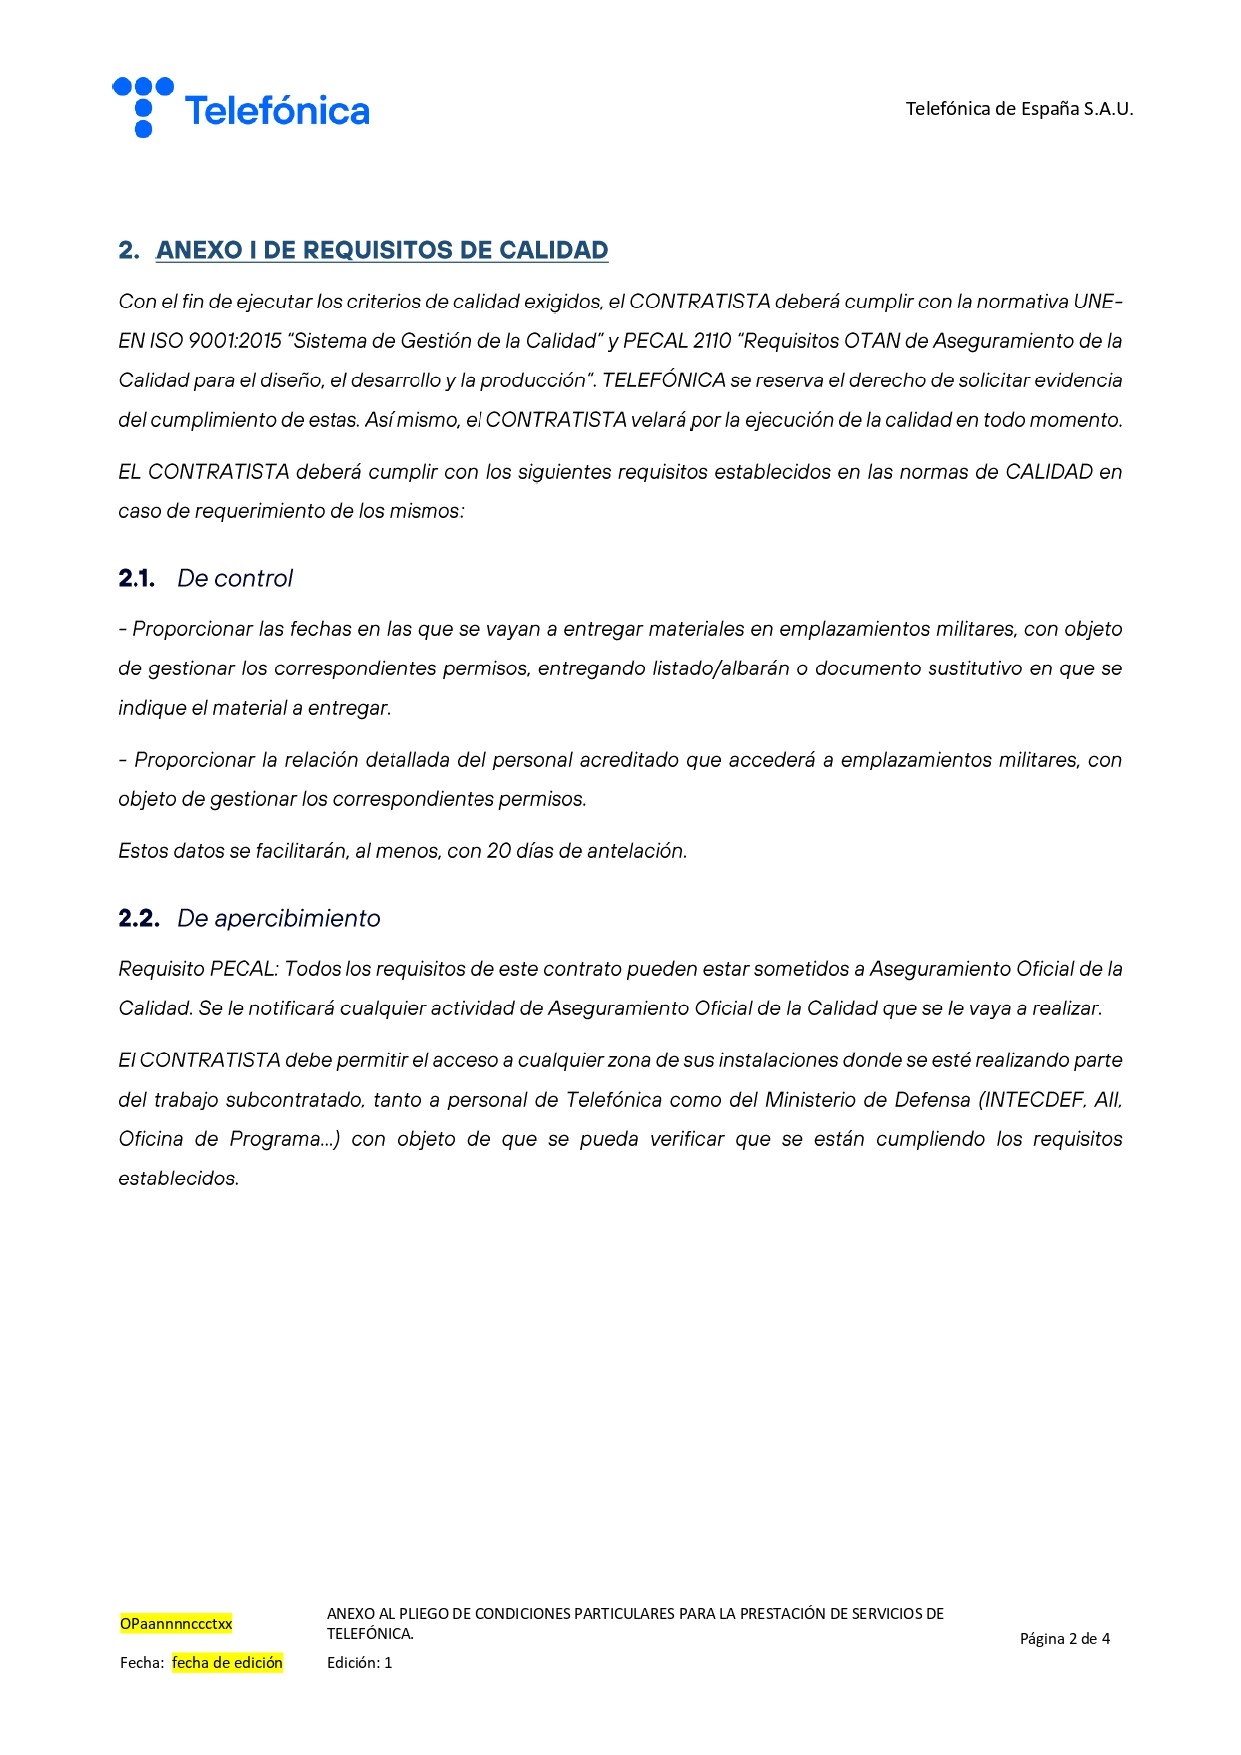 Telefónica
Telefónica de España S.A.U.
2. ANEXO I DE REQUISITOS DE CALIDAD
Con el fin de ejecutar los criterios de calidad exigidos, el CONTRATISTA deberá cumplir con la normativa UNE-
EN ISO 9001:2015 “Sistema de Gestión de la Calidad” y PECAL 2110 “Requisitos OTAN de Aseguramiento de la
Calidad para el diseño, el desarrollo y la producción”. TELEFÓNICA se reserva el derecho de solicitar evidencia
del cumplimiento de estas. Así mismo, el CONTRATISTA velará por la ejecución de la calidad en todo momento.
EL CONTRATISTA deberá cumplir con los siguientes requisitos establecidos en las normas de CALIDAD en
caso de requerimiento de los mismos:
2.1. De control
- Proporcionar las fechas en las que se vayan a entregar materiales en emplazamientos militares, con objeto
de gestionar los correspondientes permisos, entregando listado/albarán o documento sustitutivo en que se
indique el material a entregar.
- Proporcionar la relación detallada del personal acreditado que accederá a emplazamientos militares, con
objeto de gestionar los correspondientes permisos.
Estos datos se facilitarán, al menos, con 20 días de antelación.
2.2. De apercibimiento
Requisito PECAL: Todos los requisitos de este contrato pueden estar sometidos a Aseguramiento Oficial de la
Calidad. Se le notificará cualquier actividad de Aseguramiento Oficial de la Calidad que se le vaya a realizar.
El CONTRATISTA debe permitir el acceso a cualquier zona de sus instalaciones donde se esté realizando parte
del trabajo subcontratado, tanto a personal de Telefónica como del Ministerio de Defensa (INTECDEF, AII,
Oficina de Programa...) con objeto de que se pueda verificar que se están cumpliendo los requisitos
establecidos.
OPaannnnccctxx
ANEXO AL PLIEGO DE CONDICIONES PARTICULARES PARA LA PRESTACIÓN DE SERVICIOS DE
TELEFÓNICA.
Página 2 de 4
Fecha: fecha de edición
Edición: 1